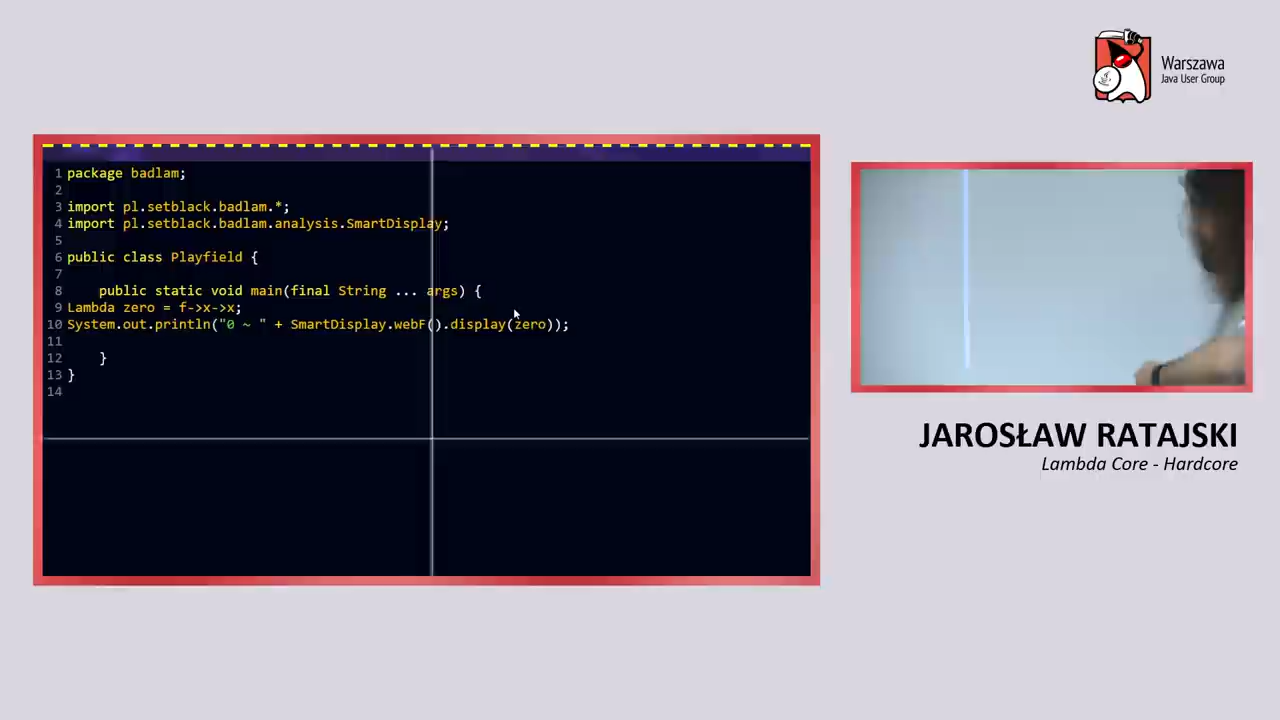 Warszawa
Java User Group
1 package badlam;
2
3 import pl.setblack.badlam.*;
4 import pl.setblack.badlam.analysis.SmartDisplay;
5
6 public class Playfield {
7
8 public static void main(final String ... args) {
9 Lambda zero = f->x->x;
10 System.out.println("0 ~ " + SmartDisplay.webF().display(zero));
11
12 }
13 }
14
JAROSŁAW RATAJSKI
Lambda Core - Hardcore